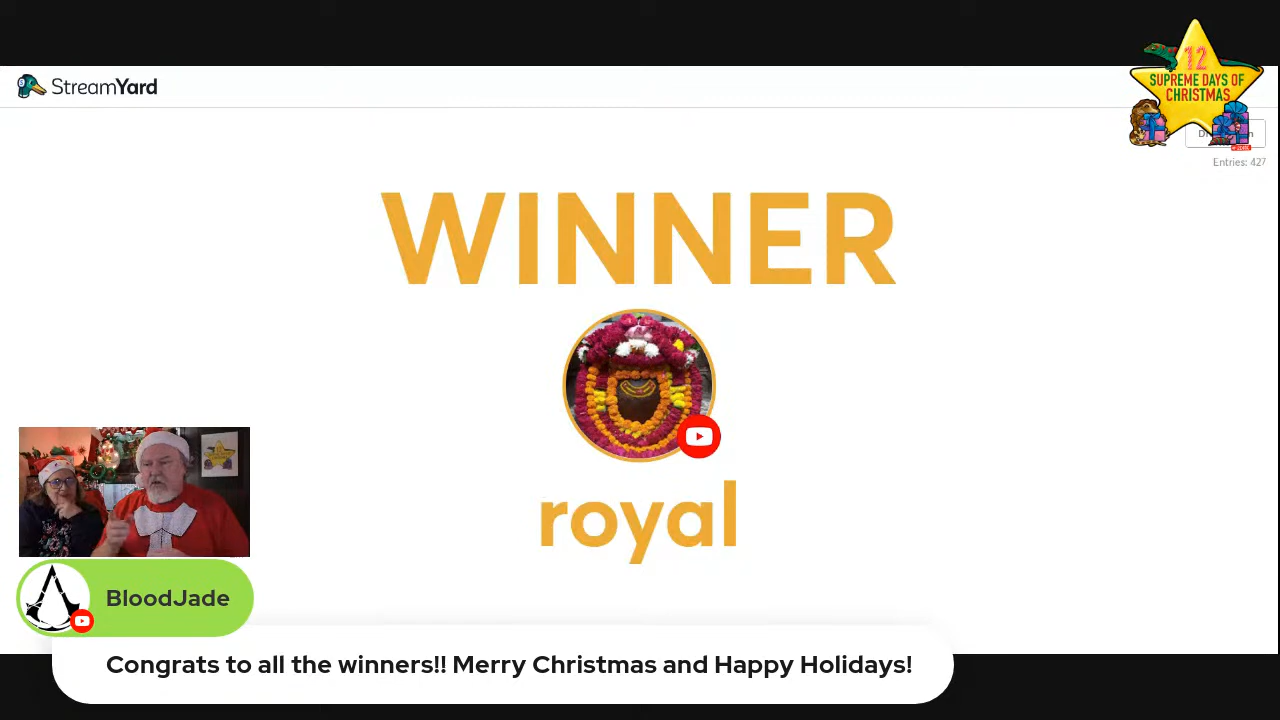 StreamYard
12
SUPREME DAYS OF
CHRISTMAS
Entries: 427
WINNER
royal
BloodJade
Congrats to all the winners!! Merry Christmas and Happy Holidays!